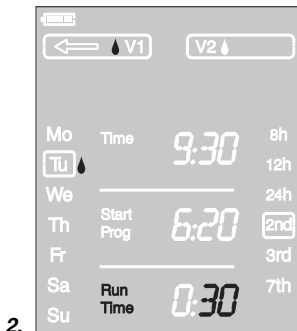 V1 V2
Mo Time 9:30 8h
Tu 12h
We 24h
Th Start Prog 6:20 2nd
Fr 3rd
Sa Run Time 0:30 7th
Su
2.